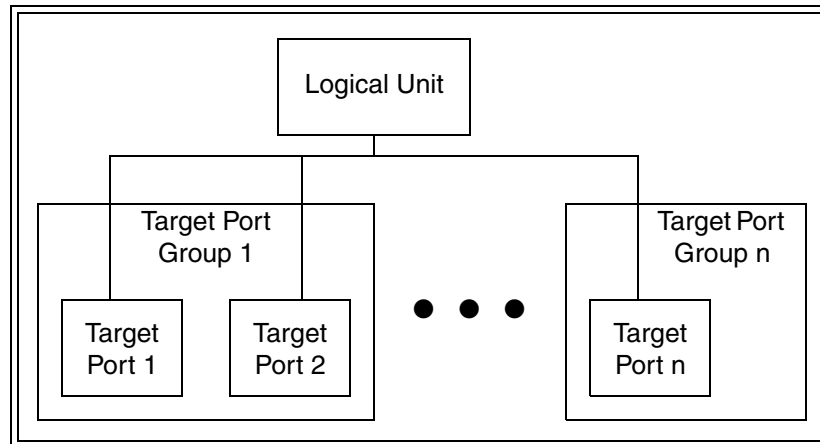 Logical Unit
Target Port
Group 1
Target Port
Group n
Target
Port 1
Target
Port 2
Target
Port n